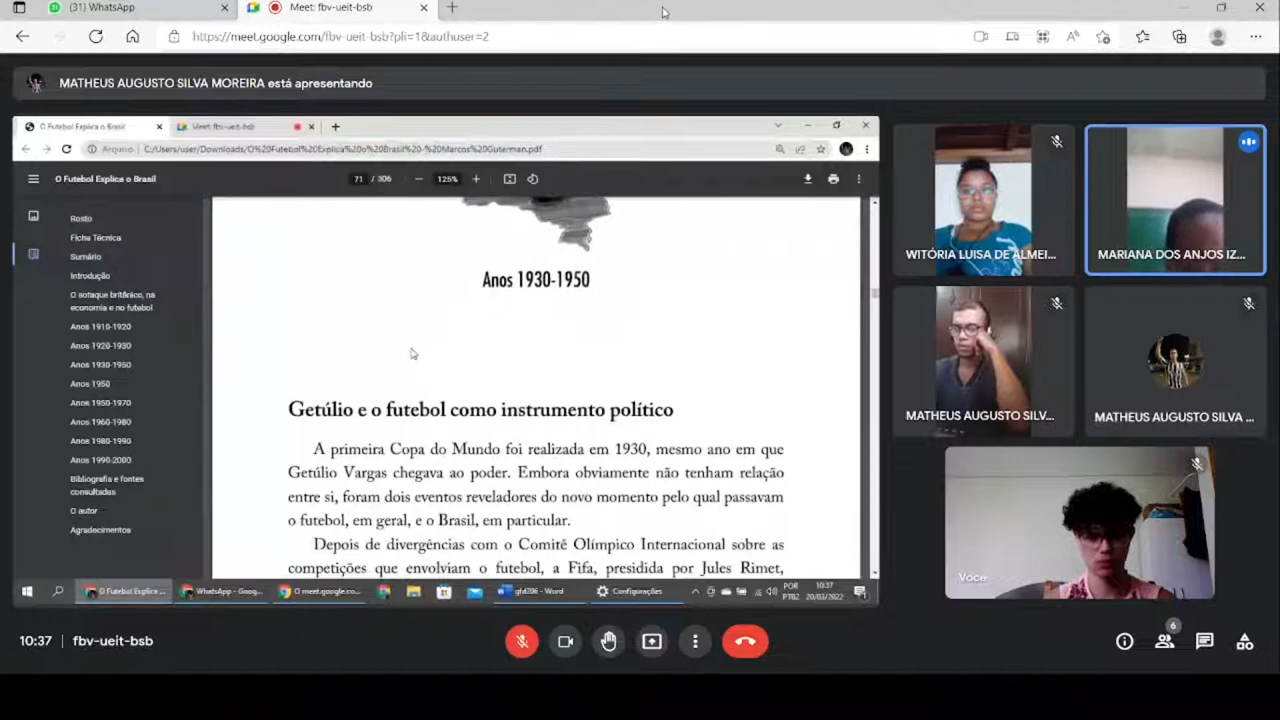 (31) WhatsApp
Meet: fbv-ueit-bsb
https://meet.google.com/fbv-ueit-bsb?pli=1&authuser=2
MATHEUS AUGUSTO SILVA MOREIRA está apresentando
O Futebol Explica o Brasil
Meet: fbv-ueit-bsb
Arquivo
C:/Users/user/Downloads/O%20Futebol%20Explica%20o%20Brasil%20-%20Marcos%20Guterman.pdf
O Futebol Explica o Brasil
71 / 306
125%
Rosto
Ficha Técnica
Sumário
Introdução
O sotaque britânico, na
economia e no futebol
Anos 1910-1920
Anos 1920-1930
Anos 1930-1950
Anos 1950
Anos 1950-1970
Anos 1960-1980
Anos 1980-1990
Anos 1990-2000
Bibliografia e fontes
consultadas
O autor
Agradecimentos
Anos 1930-1950
Getúlio e o futebol como instrumento político
A primeira Copa do Mundo foi realizada em 1930, mesmo ano em que
Getúlio Vargas chegava ao poder. Embora obviamente não tenham relação
entre si, foram dois eventos reveladores do novo momento pelo qual passavam
o futebol, em geral, e o Brasil, em particular.
Depois de divergências com o Comitê Olímpico Internacional sobre as
competições que envolviam o futebol, a Fifa, presidida por Jules Rimet,
O Futebol Explica ...
WhatsApp - Goog...
O meet.google.co...
gfd206 - Word
Configurações
POR
PTB2
10:37
20/03/2022
WITÓRIA LUISA DE ALMEI...
MARIANA DOS ANJOS IZ...
MATHEUS AUGUSTO SILV...
MATHEUS AUGUSTO SILVA ...
Você
10:37
fbv-ueit-bsb
6